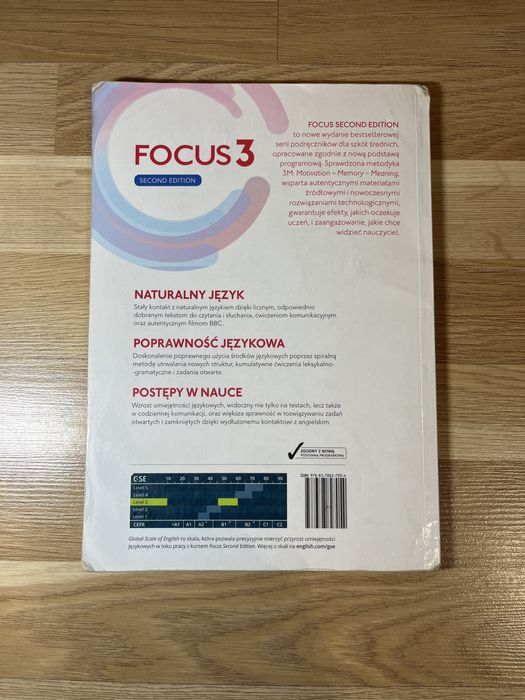 FOCUS 3
SECOND EDITION
FOCUS SECOND EDITION
to nowe wydanie bestsellerowej
serii podręczników dla szkół średnich,
opracowane zgodnie z nową podstawą
programową. Sprawdzona metodyka
3M: Motivation – Memory – Meaning,
wsparta autentycznymi materiałami
źródłowymi i nowoczesnymi
rozwiązaniami technologicznymi,
gwarantuje efekty, jakich oczekuje
uczeń, i zaangażowanie, jakie chce
widzieć nauczyciel.
NATURALNY JĘZYK
Stały kontakt z naturalnym językiem dzięki licznym, odpowiednio
dobranym tekstom do czytania i słuchania, ćwiczeniom komunikacyjnym
oraz autentycznym filmom BBC.
POPRAWNOŚĆ JĘZYKOWA
Doskonalenie poprawnego użycia środków językowych poprzez spiralną
metodę utrwalania nowych struktur, kumulatywne ćwiczenia leksykalno-
-gramatyczne i zadania otwarte.
POSTĘPY W NAUCE
Wzrost umiejętności językowych, widoczny nie tylko na testach, lecz także
w codziennej komunikacji, oraz większa sprawność w rozwiązywaniu zadań
otwartych i zamkniętych dzięki wydłużonemu kontaktowi z angielskim.
ZGODNY Z NOWĄ
PODSTAWĄ PROGRAMOWĄ
GSE 10 20 30 40 50 60 70 80 90
Level 5
Level 4
Level 3
Level 2
Level 1
CEFR <A1 A1 A2 + B1 + B2 + C1 C2
Global Scale of English to skala, która pozwala precyzyjnie mierzyć przyrost umiejętności
językowych w toku pracy z kursem Focus Second Edition. Więcej o skali na english.com/gse